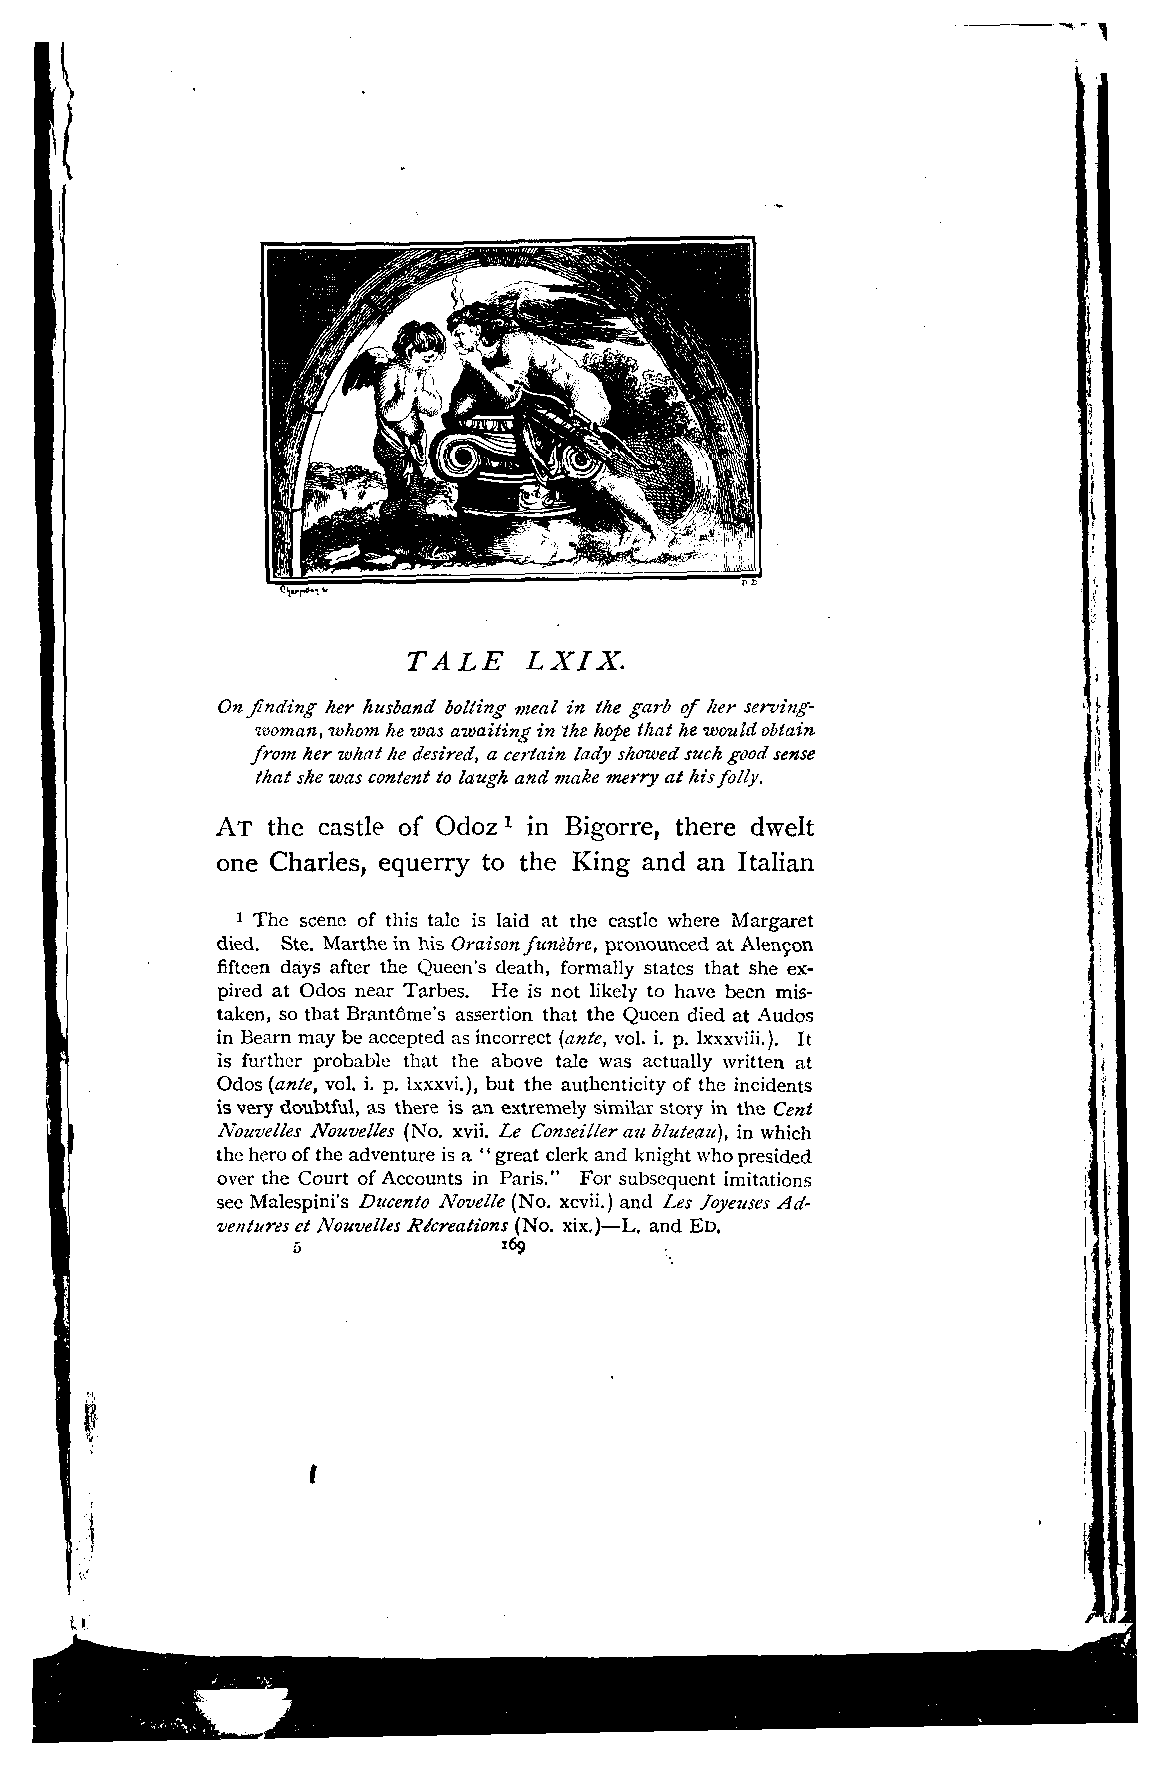 TALE LXIX.
On finding her husband bolting meal in the garb of her serving-
woman, whom he was awaiting in the hope that he would obtain
from her what he desired, a certain lady showed such good sense
that she was content to laugh and make merry at his folly.
AT the castle of Odoz 1 in Bigorre, there dwelt
one Charles, equerry to the King and an Italian
1 The scene of this tale is laid at the castle where Margaret
died. Ste. Marthe in his Oraison funèbre, pronounced at Alençon
fifteen days after the Queen's death, formally states that she ex-
pired at Odos near Tarbes. He is not likely to have been mis-
taken, so that Brantôme's assertion that the Queen died at Audos
in Bearn may be accepted as incorrect (ante, vol. i. p. lxxxviii.). It
is further probable that the above tale was actually written at
Odos (ante, vol. i. p. lxxxvi.), but the authenticity of the incidents
is very doubtful, as there is an extremely similar story in the Cent
Nouvelles Nouvelles (No. xvii. Le Conseiller au bluteau), in which
the hero of the adventure is a "great clerk and knight who presided
over the Court of Accounts in Paris." For subsequent imitations
see Malespini's Ducento Novelle (No. xcvii.) and Les Joyeuses Ad-
ventures et Nouvelles Récreations (No. xix.)—L. and ED.
5 169